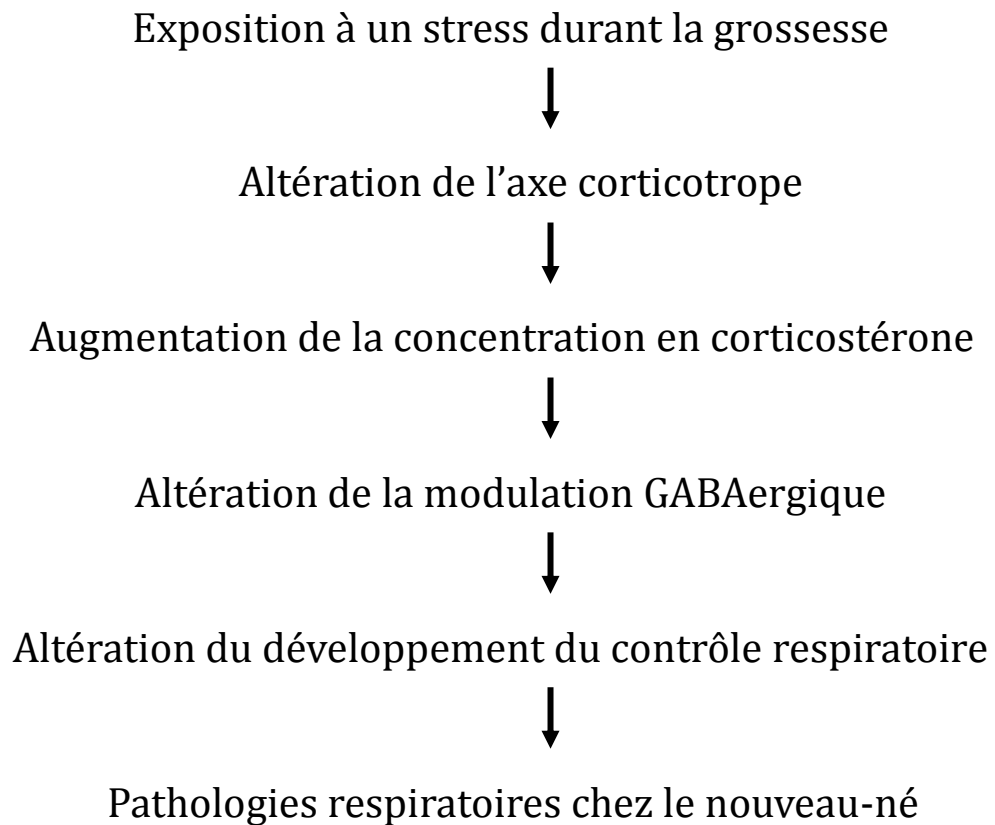 Exposition à un stress durant la grossesse
Altération de l’axe corticotrope
Augmentation de la concentration en corticostérone
Altération de la modulation GABAergique
Altération du développement du contrôle respiratoire
Pathologies respiratoires chez le nouveau-né